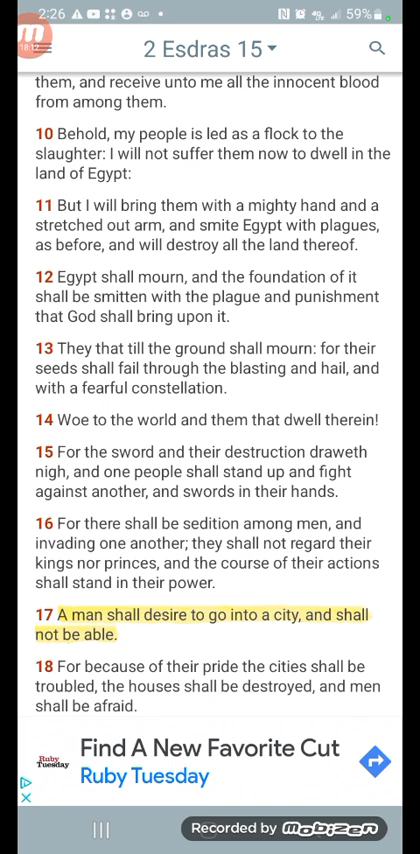 2:26
59%
18:12
2 Esdras 15
them, and receive unto me all the innocent blood
from among them.
10 Behold, my people is led as a flock to the
slaughter: I will not suffer them now to dwell in the
land of Egypt:
11 But I will bring them with a mighty hand and a
stretched out arm, and smite Egypt with plagues,
as before, and will destroy all the land thereof.
12 Egypt shall mourn, and the foundation of it
shall be smitten with the plague and punishment
that God shall bring upon it.
13 They that till the ground shall mourn: for their
seeds shall fail through the blasting and hail, and
with a fearful constellation.
14 Woe to the world and them that dwell therein!
15 For the sword and their destruction draweth
nigh, and one people shall stand up and fight
against another, and swords in their hands.
16 For there shall be sedition among men, and
invading one another; they shall not regard their
kings nor princes, and the course of their actions
shall stand in their power.
17 A man shall desire to go into a city, and shall
not be able.
18 For because of their pride the cities shall be
troubled, the houses shall be destroyed, and men
shall be afraid.
Ruby
Tuesday
Find A New Favorite Cut
Ruby Tuesday
Recorded by mobizen